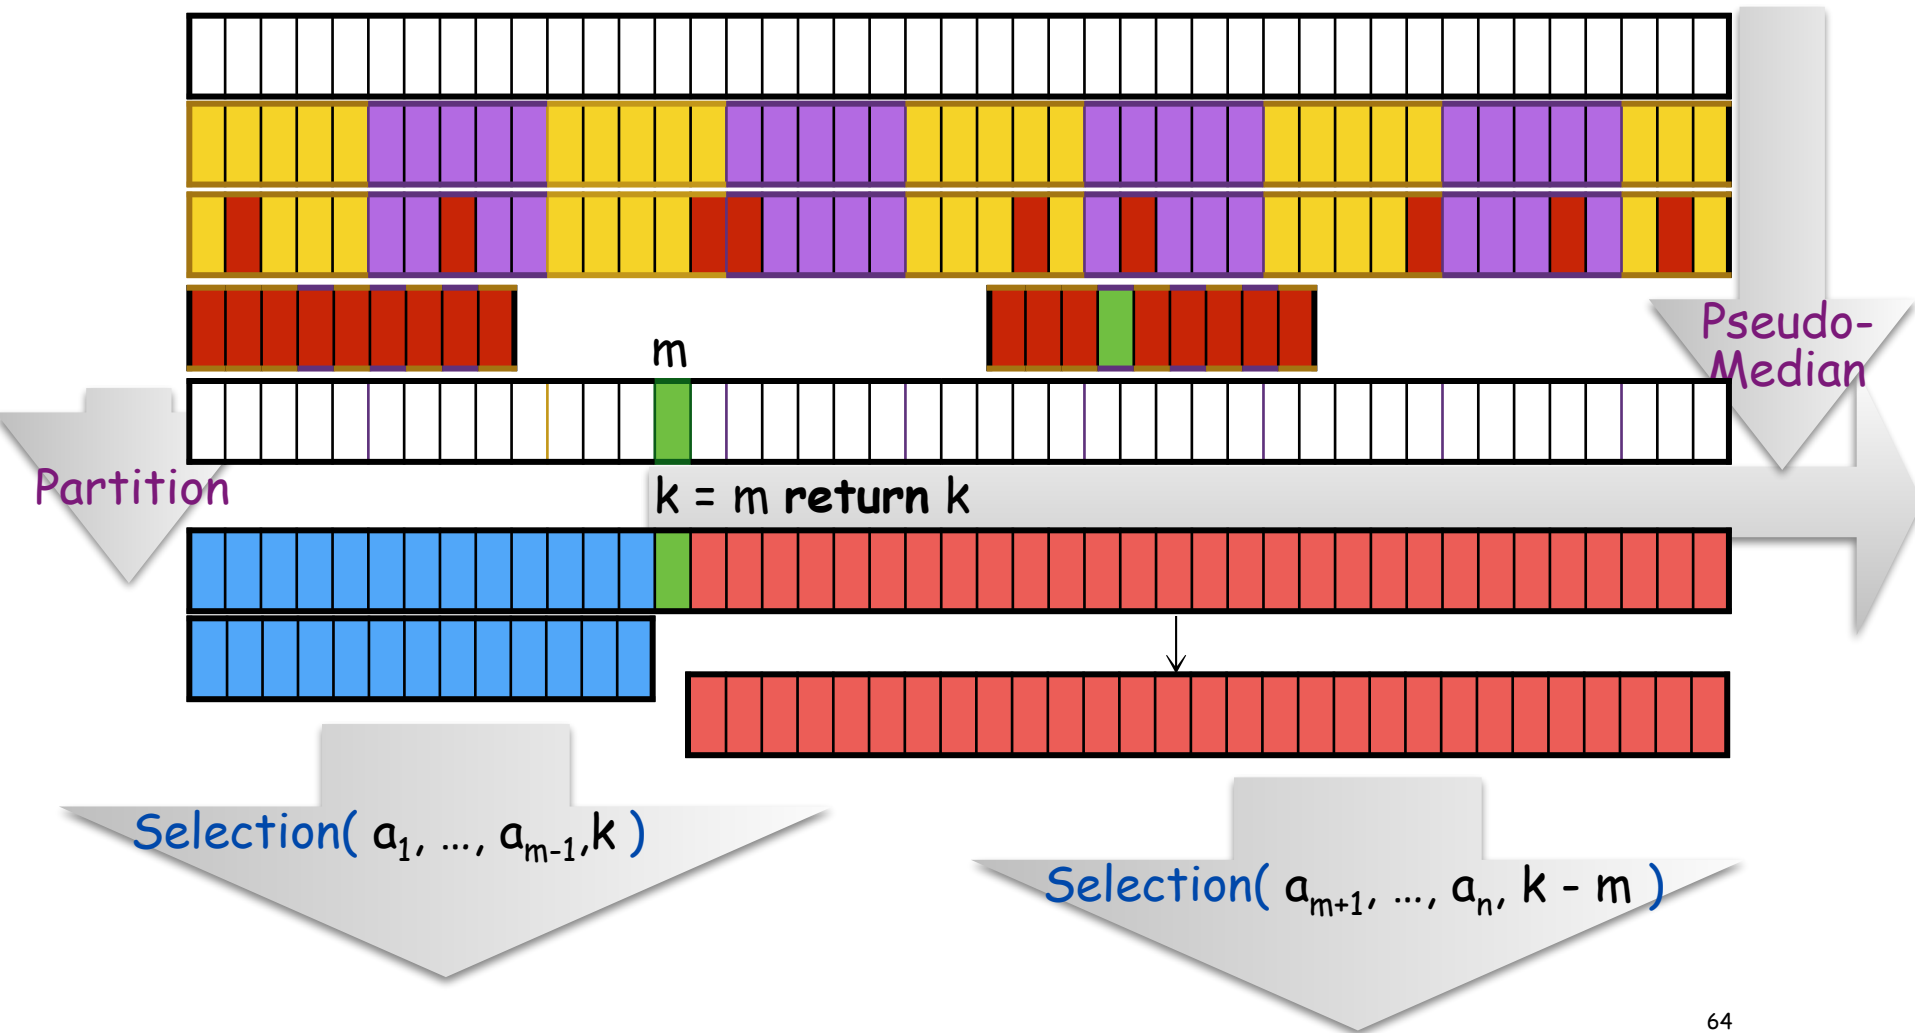 Pseudo-
Median
m
Partition
k = m return k
Selection( a1, ..., am-1,k )
Selection( am+1, ..., an, k - m )
64